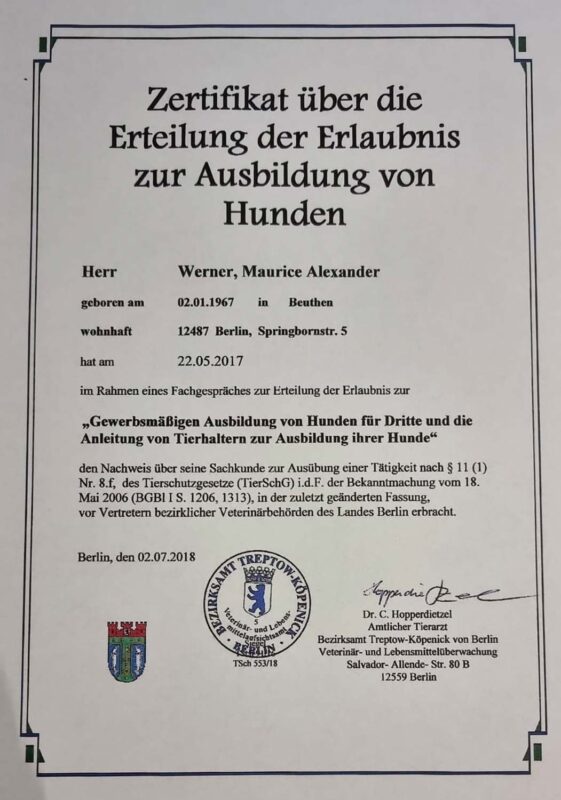 Zertifikat über die
Erteilung der Erlaubnis
zur Ausbildung von
Hunden
Herr Werner, Maurice Alexander
geboren am 02.01.1967 in Beuthen
wohnhaft 12487 Berlin, Springbornstr. 5
hat am 22.05.2017
im Rahmen eines Fachgespräches zur Erteilung der Erlaubnis zur
„Gewerbsmäßigen Ausbildung von Hunden für Dritte und die
Anleitung von Tierhaltern zur Ausbildung ihrer Hunde“
den Nachweis über seine Sachkunde zur Ausübung einer Tätigkeit nach § 11 (1)
Nr. 8.f, des Tierschutzgesetze (TierSchG) i.d.F. der Bekanntmachung vom 18.
Mai 2006 (BGBl I S. 1206, 1313), in der zuletzt geänderten Fassung,
vor Vertretern bezirklicher Veterinärbehörden des Landes Berlin erbracht.
Berlin, den 02.07.2018
BEZIRKSAMT TREPTOW-KÖPENICK
5
Veterinär- und Lebens-
mittelaufsichtsamt
Siegel
BERLIN
TSch 553/18
Dr. C. Hopperdietzel
Amtlicher Tierarzt
Bezirksamt Treptow-Köpenick von Berlin
Veterinär- und Lebensmittelüberwachung
Salvador- Allende- Str. 80 B
12559 Berlin